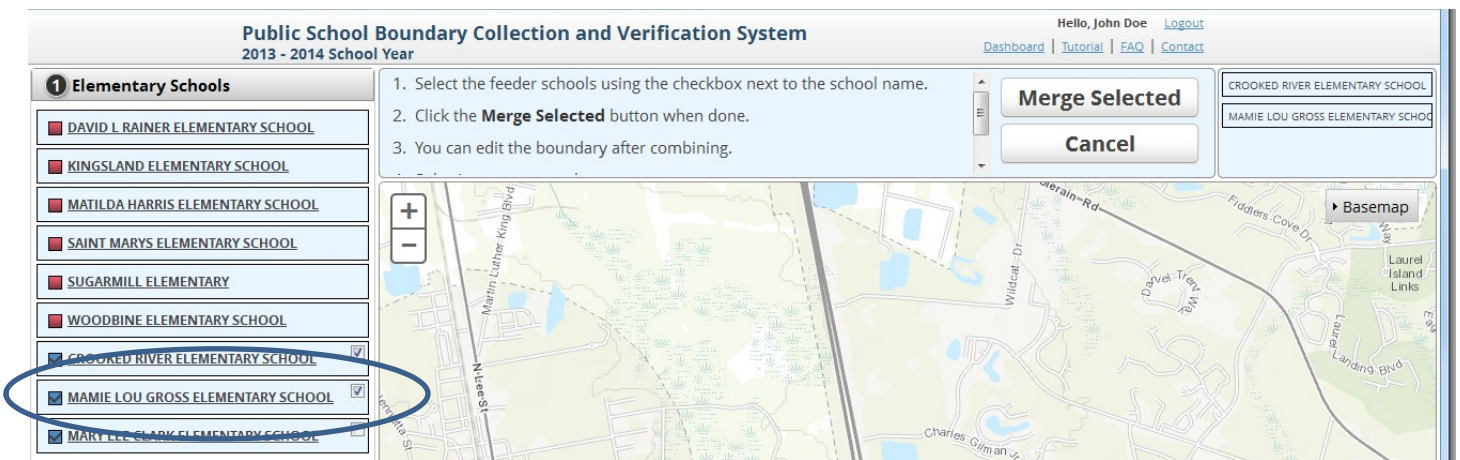 Public School Boundary Collection and Verification System
2013 - 2014 School Year
Hello, John Doe Logout
Dashboard | Tutorial | FAQ | Contact
1 Elementary Schools
DAVID L RAINER ELEMENTARY SCHOOL
KINGSLAND ELEMENTARY SCHOOL
MATILDA HARRIS ELEMENTARY SCHOOL
SAINT MARYS ELEMENTARY SCHOOL
SUGARMILL ELEMENTARY
WOODBINE ELEMENTARY SCHOOL
CROOKED RIVER ELEMENTARY SCHOOL
MAMIE LOU GROSS ELEMENTARY SCHOOL
MARY LEE CLARK ELEMENTARY SCHOOL
1. Select the feeder schools using the checkbox next to the school name.
2. Click the Merge Selected button when done.
3. You can edit the boundary after combining.
Merge Selected
Cancel
CROOKED RIVER ELEMENTARY SCHOOL
MAMIE LOU GROSS ELEMENTARY SCHOO
+
−
Basemap
Martin Luther King Blvd
N-Lee-St
Wildcat Dr
Darvel Trery Way
Fiddlers Cove Dr
Way
Laurel
Island
Links
Laurel
Landing Blvd
Charles Gilman Jr